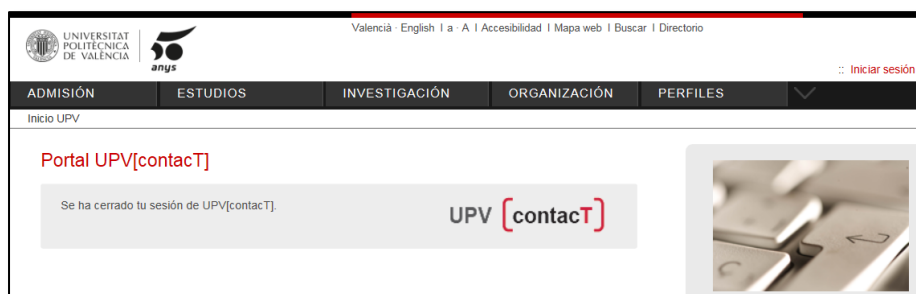 UNIVERSITAT
POLITÈCNICA
DE VALÈNCIA
50
anys
Valencià · English I a · A I Accesibilidad I Mapa web I Buscar I Directorio
:: Iniciar sesión
ADMISIÓN ESTUDIOS INVESTIGACIÓN ORGANIZACIÓN PERFILES
Inicio UPV
Portal UPV[contacT]
Se ha cerrado tu sesión de UPV[contacT].
UPV [contacT]